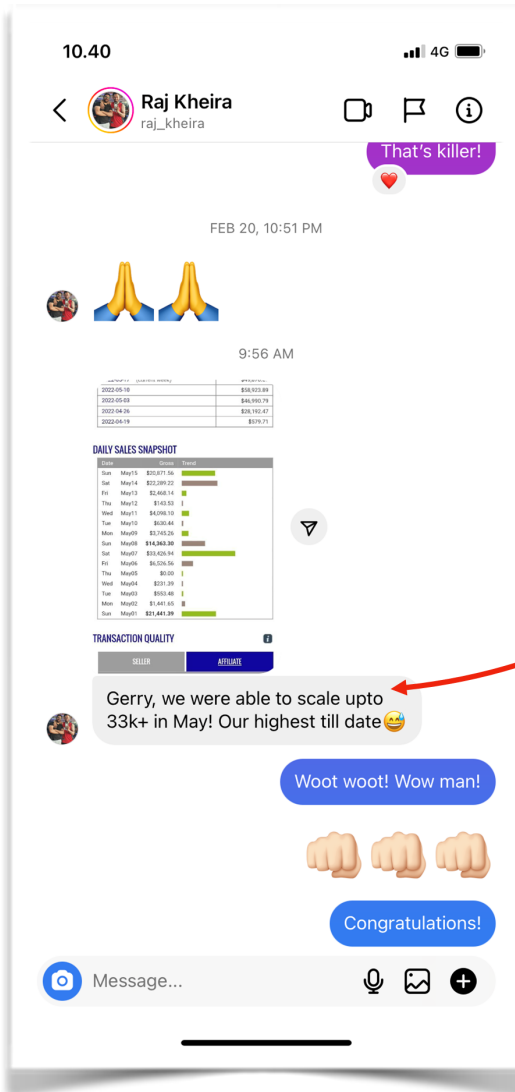 10.40
4G
Raj Kheira
raj_kheira
That's killer!
FEB 20, 10:51 PM
9:56 AM
2022-05-10 $58,923.89
2022-05-03 $46,990.79
2022-04-26 $28,192.47
2022-04-19 $579.71
DAILY SALES SNAPSHOT
Date Gross Trend
Sun May15 $20,871.56
Sat May14 $22,289.22
Fri May13 $2,468.14
Thu May12 $143.53
Wed May11 $4,098.10
Tue May10 $630.44
Mon May09 $3,745.26
Sun May08 $14,363.30
Sat May07 $33,426.94
Fri May06 $6,526.56
Thu May05 $0.00
Wed May04 $231.39
Tue May03 $553.48
Mon May02 $1,441.65
Sun May01 $21,441.39
TRANSACTION QUALITY
SELLER AFFILIATE
Gerry, we were able to scale upto
33k+ in May! Our highest till date😅
Woot woot! Wow man!
Congratulations!
Message...